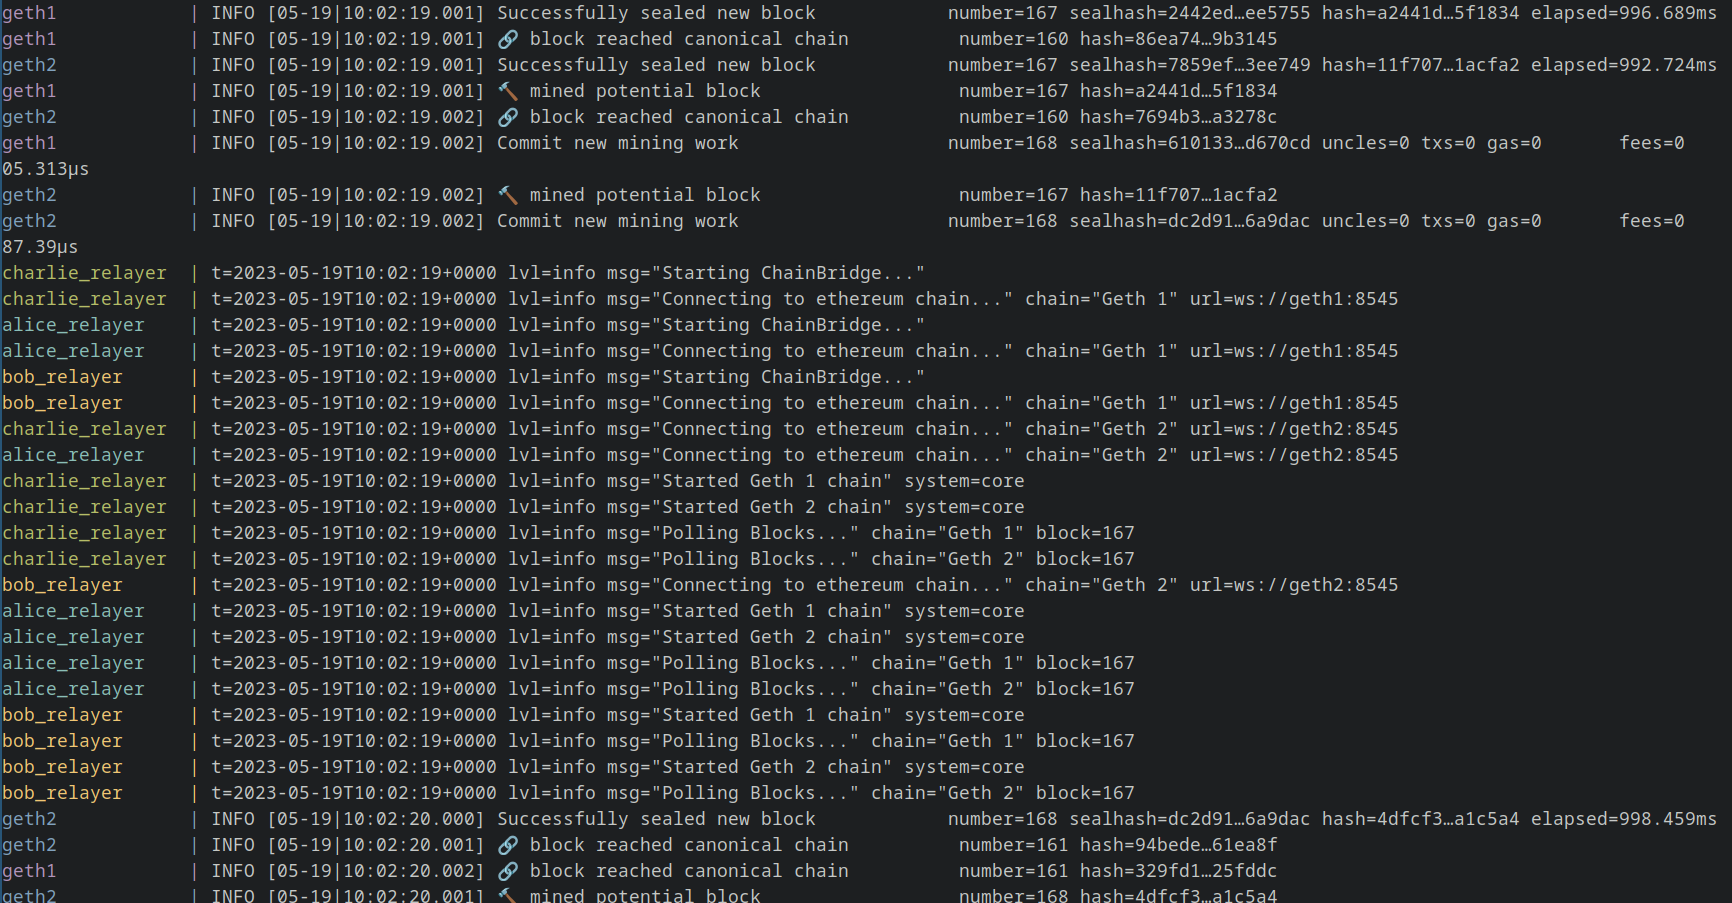 geth1            | INFO [05-19|10:02:19.001] Successfully sealed new block            number=167 sealhash=2442ed…ee5755 hash=a2441d…5f1834 elapsed=996.689ms
geth1            | INFO [05-19|10:02:19.001] 🔗 block reached canonical chain          number=160 hash=86ea74…9b3145
geth2            | INFO [05-19|10:02:19.001] Successfully sealed new block            number=167 sealhash=7859ef…3ee749 hash=11f707…1acfa2 elapsed=992.724ms
geth1            | INFO [05-19|10:02:19.001] 🔨 mined potential block                  number=167 hash=a2441d…5f1834
geth2            | INFO [05-19|10:02:19.002] 🔗 block reached canonical chain          number=160 hash=7694b3…a3278c
geth1            | INFO [05-19|10:02:19.002] Commit new mining work                   number=168 sealhash=610133…d670cd uncles=0 txs=0 gas=0       fees=0
05.313µs
geth2            | INFO [05-19|10:02:19.002] 🔨 mined potential block                  number=167 hash=11f707…1acfa2
geth2            | INFO [05-19|10:02:19.002] Commit new mining work                   number=168 sealhash=dc2d91…6a9dac uncles=0 txs=0 gas=0       fees=0
87.39µs
charlie_relayer  | t=2023-05-19T10:02:19+0000 lvl=info msg="Starting ChainBridge..."
charlie_relayer  | t=2023-05-19T10:02:19+0000 lvl=info msg="Connecting to ethereum chain..." chain="Geth 1" url=ws://geth1:8545
alice_relayer    | t=2023-05-19T10:02:19+0000 lvl=info msg="Starting ChainBridge..."
alice_relayer    | t=2023-05-19T10:02:19+0000 lvl=info msg="Connecting to ethereum chain..." chain="Geth 1" url=ws://geth1:8545
bob_relayer      | t=2023-05-19T10:02:19+0000 lvl=info msg="Starting ChainBridge..."
bob_relayer      | t=2023-05-19T10:02:19+0000 lvl=info msg="Connecting to ethereum chain..." chain="Geth 1" url=ws://geth1:8545
charlie_relayer  | t=2023-05-19T10:02:19+0000 lvl=info msg="Connecting to ethereum chain..." chain="Geth 2" url=ws://geth2:8545
alice_relayer    | t=2023-05-19T10:02:19+0000 lvl=info msg="Connecting to ethereum chain..." chain="Geth 2" url=ws://geth2:8545
charlie_relayer  | t=2023-05-19T10:02:19+0000 lvl=info msg="Started Geth 1 chain" system=core
charlie_relayer  | t=2023-05-19T10:02:19+0000 lvl=info msg="Started Geth 2 chain" system=core
charlie_relayer  | t=2023-05-19T10:02:19+0000 lvl=info msg="Polling Blocks..." chain="Geth 1" block=167
charlie_relayer  | t=2023-05-19T10:02:19+0000 lvl=info msg="Polling Blocks..." chain="Geth 2" block=167
bob_relayer      | t=2023-05-19T10:02:19+0000 lvl=info msg="Connecting to ethereum chain..." chain="Geth 2" url=ws://geth2:8545
alice_relayer    | t=2023-05-19T10:02:19+0000 lvl=info msg="Started Geth 1 chain" system=core
alice_relayer    | t=2023-05-19T10:02:19+0000 lvl=info msg="Started Geth 2 chain" system=core
alice_relayer    | t=2023-05-19T10:02:19+0000 lvl=info msg="Polling Blocks..." chain="Geth 1" block=167
alice_relayer    | t=2023-05-19T10:02:19+0000 lvl=info msg="Polling Blocks..." chain="Geth 2" block=167
bob_relayer      | t=2023-05-19T10:02:19+0000 lvl=info msg="Started Geth 1 chain" system=core
bob_relayer      | t=2023-05-19T10:02:19+0000 lvl=info msg="Polling Blocks..." chain="Geth 1" block=167
bob_relayer      | t=2023-05-19T10:02:19+0000 lvl=info msg="Started Geth 2 chain" system=core
bob_relayer      | t=2023-05-19T10:02:19+0000 lvl=info msg="Polling Blocks..." chain="Geth 2" block=167
geth2            | INFO [05-19|10:02:20.000] Successfully sealed new block            number=168 sealhash=dc2d91…6a9dac hash=4dfcf3…a1c5a4 elapsed=998.459ms
geth2            | INFO [05-19|10:02:20.001] 🔗 block reached canonical chain          number=161 hash=94bede…61ea8f
geth1            | INFO [05-19|10:02:20.002] 🔗 block reached canonical chain          number=161 hash=329fd1…25fddc
geth2            | INFO [05-19|10:02:20.001] 🔨 mined potential block                  number=168 hash=4dfcf3…a1c5a4